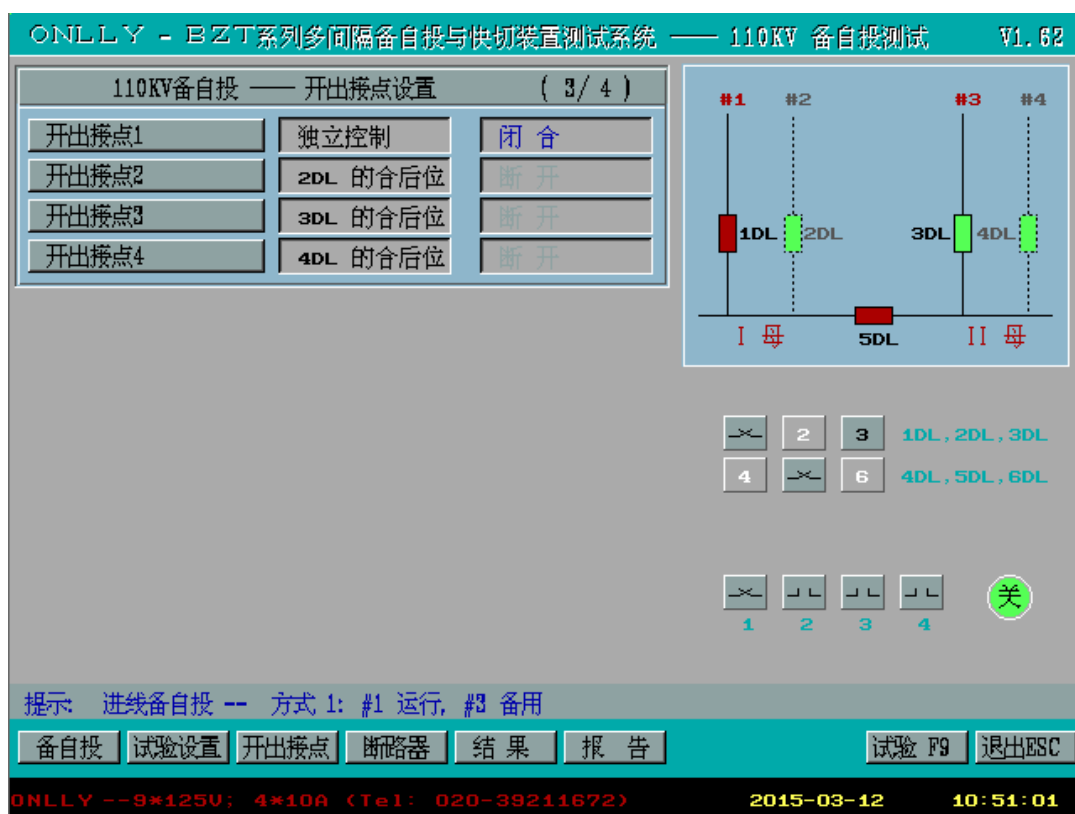 ONLLY - BZT系列多间隔备自投与快切装置测试系统 —— 110KV 备自投测试 V1.62
110KV备自投 —— 开出接点设置 ( 3/ 4 )
开出接点1 独立控制 闭 合
开出接点2 2DL 的合后位 断 开
开出接点3 3DL 的合后位 断 开
开出接点4 4DL 的合后位 断 开
#1 #2 #3 #4
1DL 2DL 3DL 4DL
I 母 5DL II 母
2 3 1DL,2DL,3DL
4 6 4DL,5DL,6DL
关
1 2 3 4
提示: 进线备自投 -- 方式 1: #1 运行, #3 备用
备自投 试验设置 开出接点 断路器 结 果 报 告 试验 F9 退出ESC
ONLLY --9*125V; 4*10A (Tel: 020-39211672) 2015-03-12 10:51:01